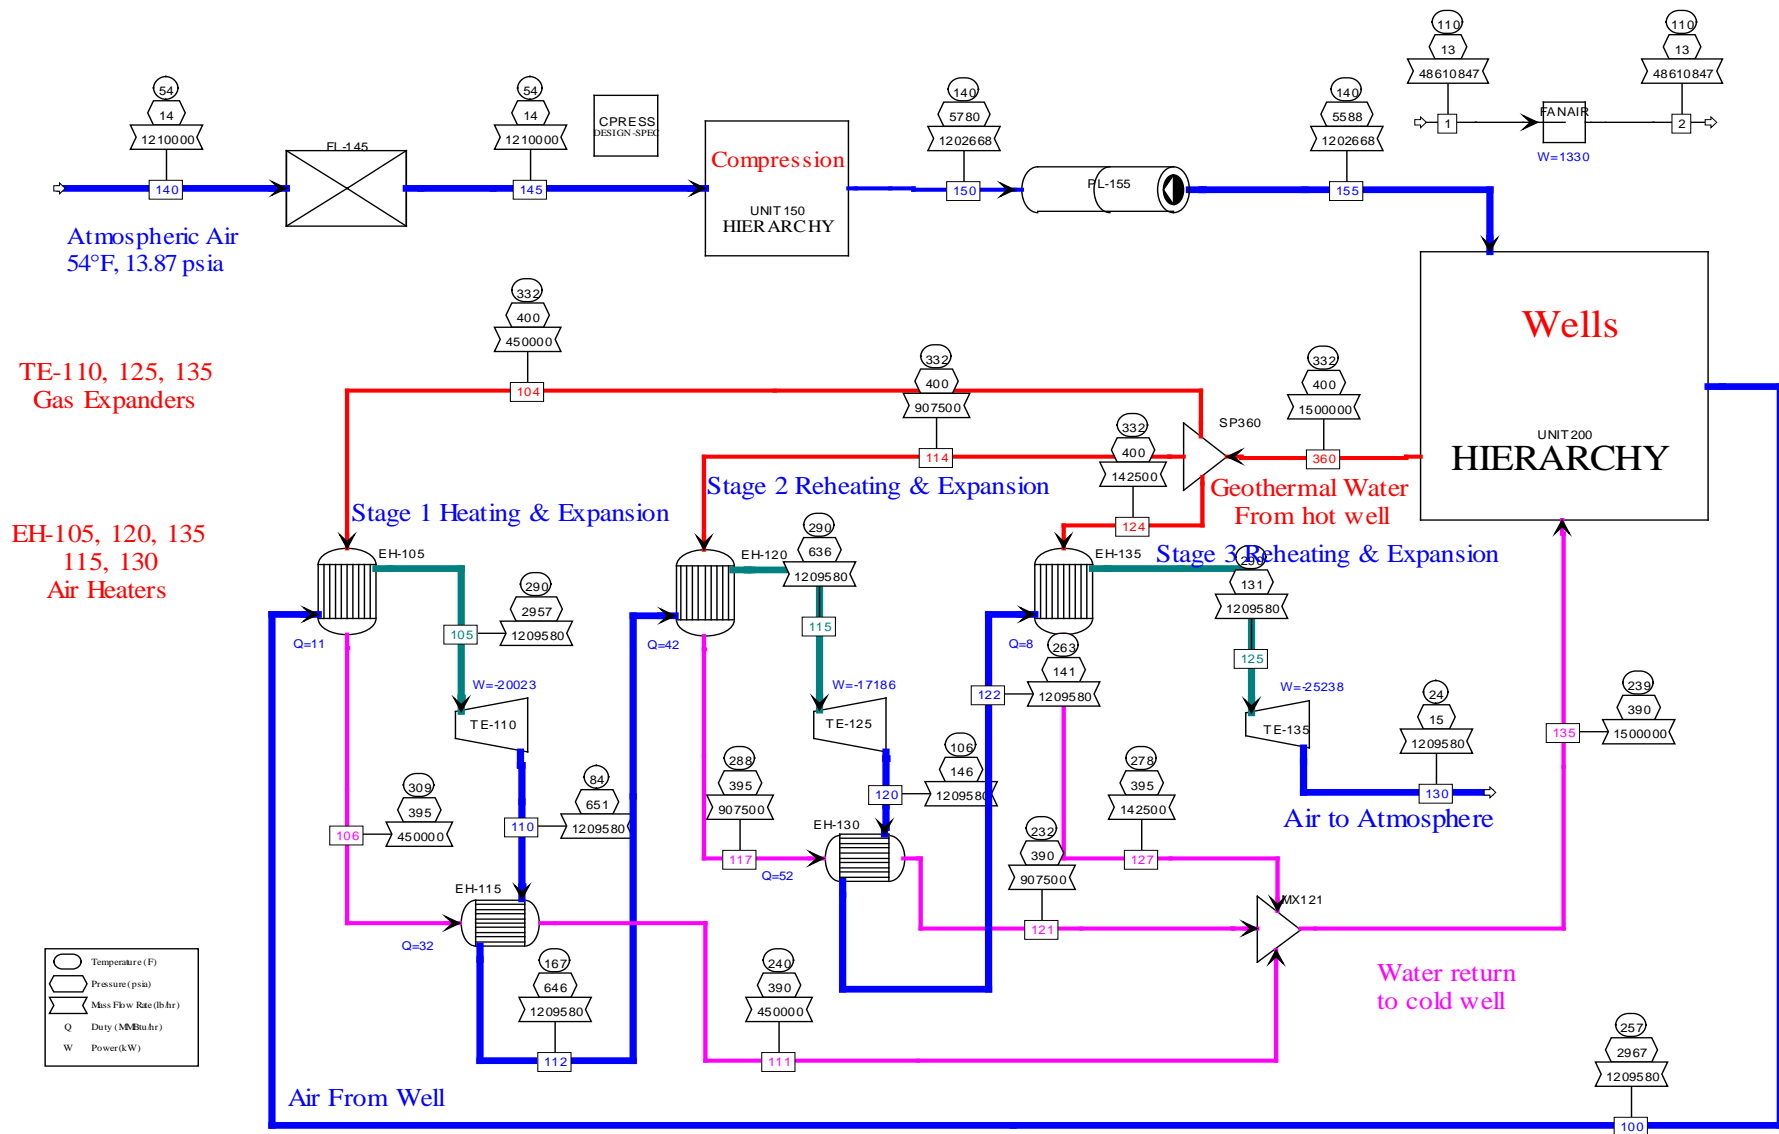 110
13
48610847
1
FANAIR
W=1330
110
13
48610847
2
54
14
1210000
140
FL-145
54
14
1210000
145
CPRESS
DESIGN-SPEC
Compression
UNIT150
HIERARCHY
140
5780
1202668
150
PL-155
140
5588
1202668
155
Atmospheric Air
54°F, 13.87 psia
Wells
UNIT200
HIERARCHY
332
400
450000
104
TE-110, 125, 135
Gas Expanders
332
400
907500
114
332
400
142500
124
SP360
332
400
1500000
360
Geothermal Water
From hot well
Stage 1 Heating & Expansion
Stage 2 Reheating & Expansion
Stage 3 Reheating & Expansion
EH-105, 120, 135
115, 130
Air Heaters
EH-105
Q=11
290
2957
1209580
105
EH-120
Q=42
290
636
1209580
115
EH-135
Q=8
131
1209580
125
W=-20023
TE-110
W=-17186
TE-125
263
141
1209580
122
W=-25238
TE-135
24
15
1209580
130
Air to Atmosphere
239
390
1500000
135
309
395
450000
106
84
651
1209580
110
288
395
907500
117
106
146
1209580
120
278
395
142500
127
EH-130
Q=52
232
390
907500
121
MX121
EH-115
Q=32
167
646
1209580
112
240
390
450000
111
Water return
to cold well
Temperature (F)
Pressure (psia)
Mass Flow Rate (lb/hr)
Q Duty (MMBtu/hr)
W Power(kW)
Air From Well
257
2967
1209580
100